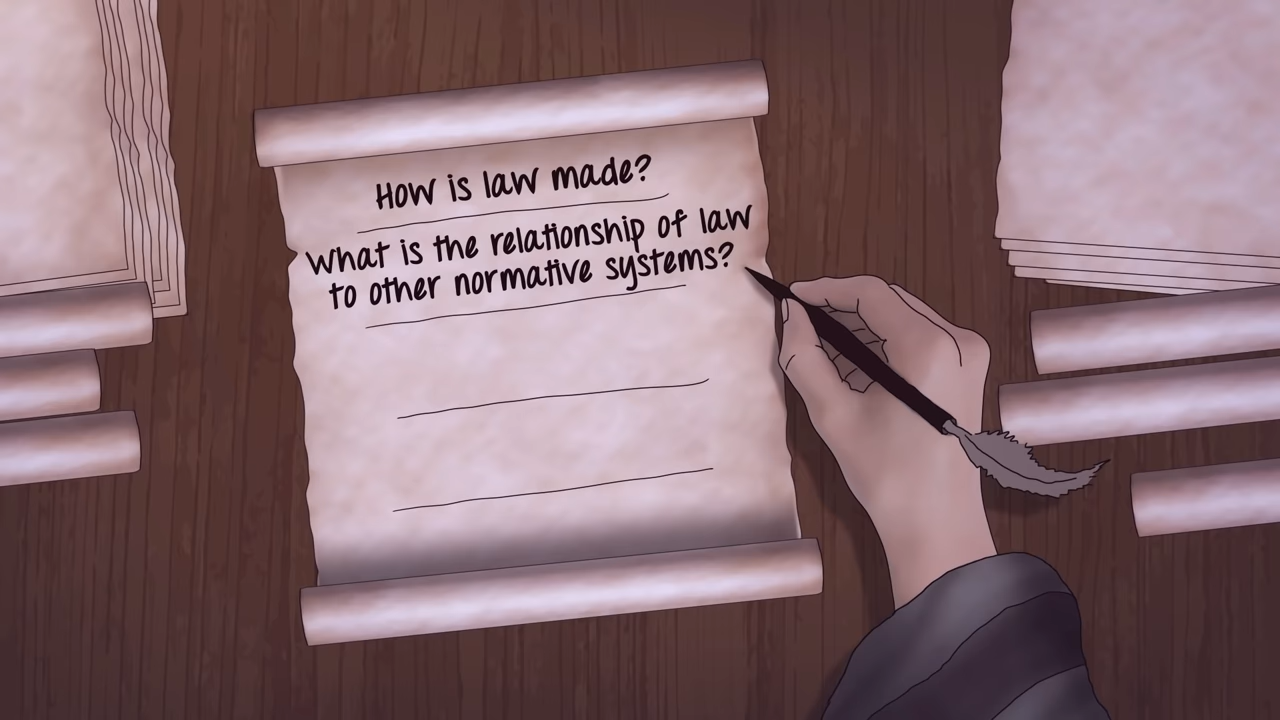 How is law made?
What is the relationship of law
to other normative systems?